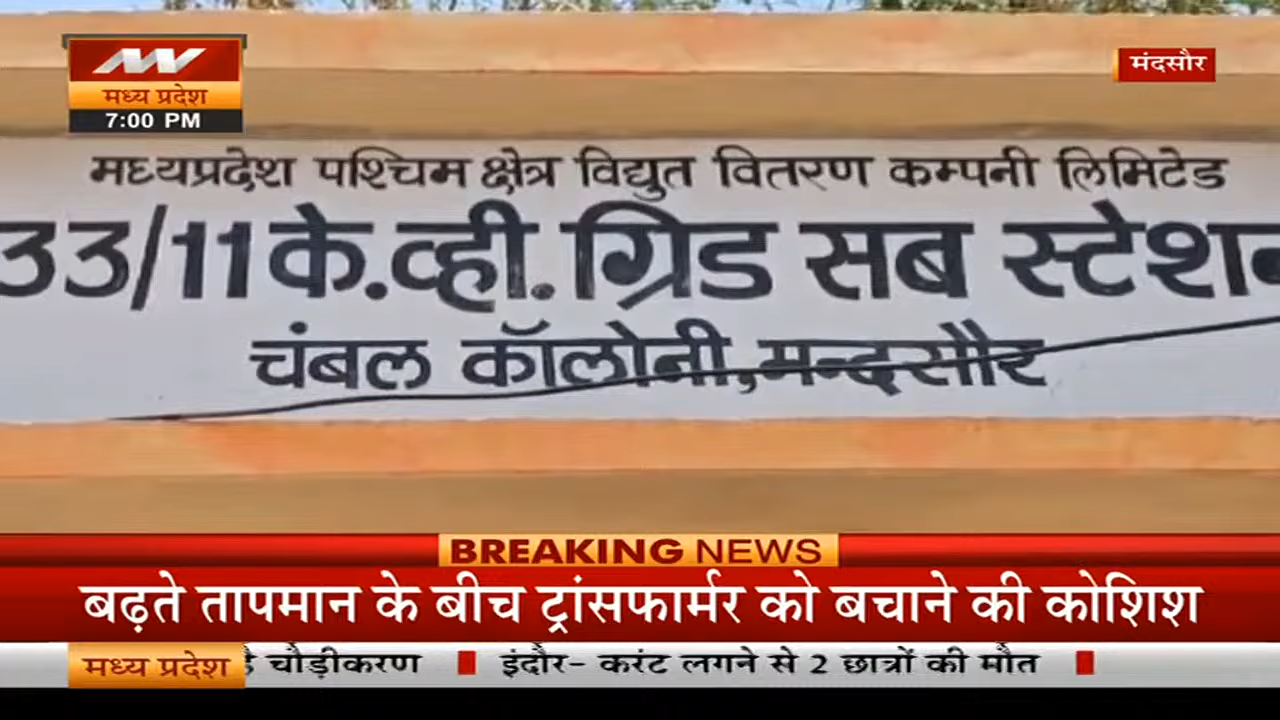 मध्य प्रदेश
7:00 PM
मंदसौर
मध्यप्रदेश पश्चिम क्षेत्र विद्युत वितरण कम्पनी लिमिटेड
33/11 के.व्ही. ग्रिड सब स्टेशन
चंबल कॉलोनी, मन्दसौर
BREAKING NEWS
बढ़ते तापमान के बीच ट्रांसफार्मर को बचाने की कोशिश
मध्य प्रदेश
चौड़ीकरण
इंदौर- करंट लगने से 2 छात्रों की मौत